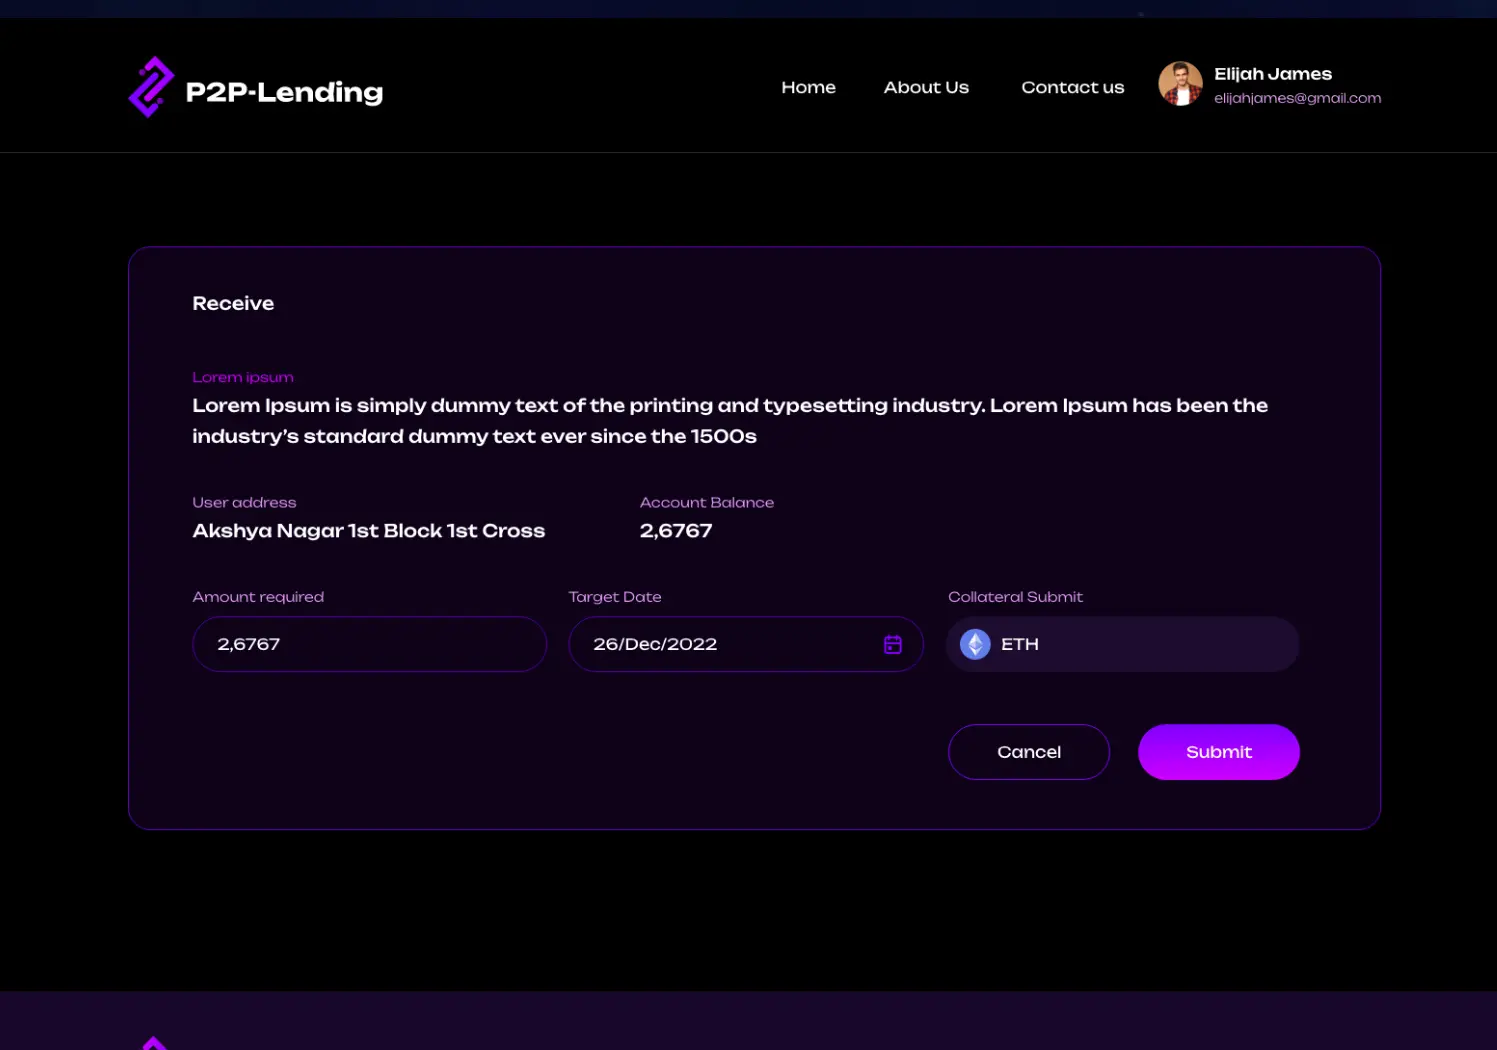 P2P-Lending
Home
About Us
Contact us
Elijah James
elijahjames@gmail.com
Receive
Lorem ipsum
Lorem Ipsum is simply dummy text of the printing and typesetting industry. Lorem Ipsum has been the
industry's standard dummy text ever since the 1500s
User address
Account Balance
Akshya Nagar 1st Block 1st Cross
2,6767
Amount required
Target Date
Collateral Submit
2,6767
26/Dec/2022
ETH
Cancel
Submit